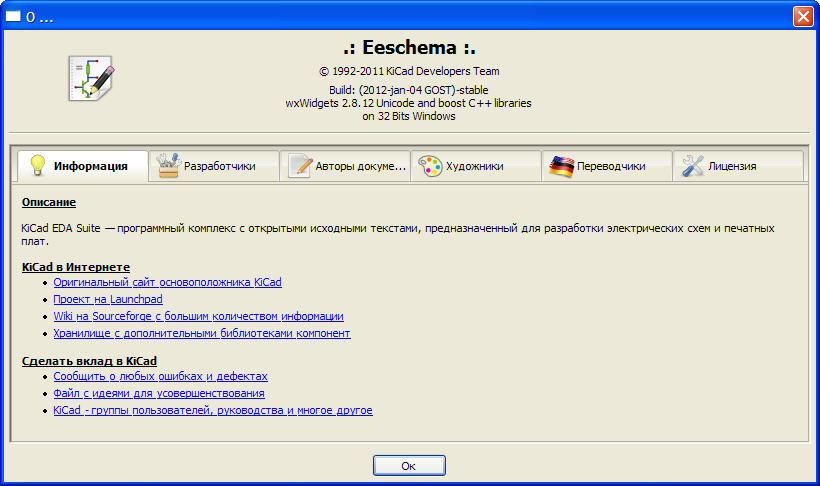 О ...
.: Eeschema :.
© 1992-2011 KiCad Developers Team
Build: (2012-jan-04 GOST)-stable
wxWidgets 2.8.12 Unicode and boost C++ libraries
on 32 Bits Windows
Информация Разработчики Авторы докуме... Художники Переводчики Лицензия
Описание
KiCad EDA Suite — программный комплекс с открытыми исходными текстами, предназначенный для разработки электрических схем и печатных
плат.
KiCad в Интернете
Оригинальный сайт основоположника KiCad
Проект на Launchpad
Wiki на Sourceforge с большим количеством информации
Хранилище с дополнительными библиотеками компонент
Сделать вклад в KiCad
Сообщить о любых ошибках и дефектах
Файл с идеями для усовершенствования
KiCad - группы пользователей, руководства и многое другое
Ок